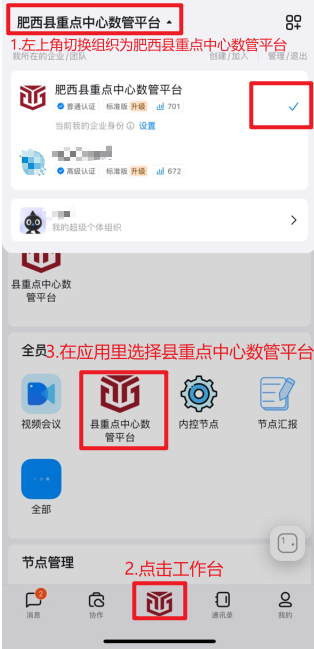 肥西县重点中心数管平台
1.左上角切换组织为肥西县重点中心数管平台
我所在的企业/团队 创建/加入 管理/退出
肥西县重点中心数管平台
普通认证 标准版 升级 701
当前我的企业身份 设置
高级认证 标准版 升级 672
我的超级个体组织
县重点中心数
管平台
3.在应用里选择县重点中心数管平台
全员
视频会议 县重点中心数管平台 内控节点 节点汇报
全部
1
节点管理
2.点击工作台
2
消息 协作 通讯录 我的